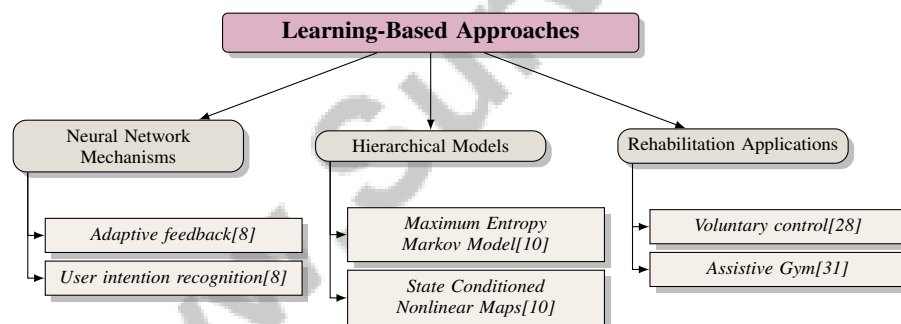 Learning-Based Approaches
Neural Network
Mechanisms
Hierarchical Models
Rehabilitation Applications
Adaptive feedback[8]
User intention recognition[8]
Maximum Entropy
Markov Model[10]
State Conditioned
Nonlinear Maps[10]
Voluntary control[28]
Assistive Gym[31]